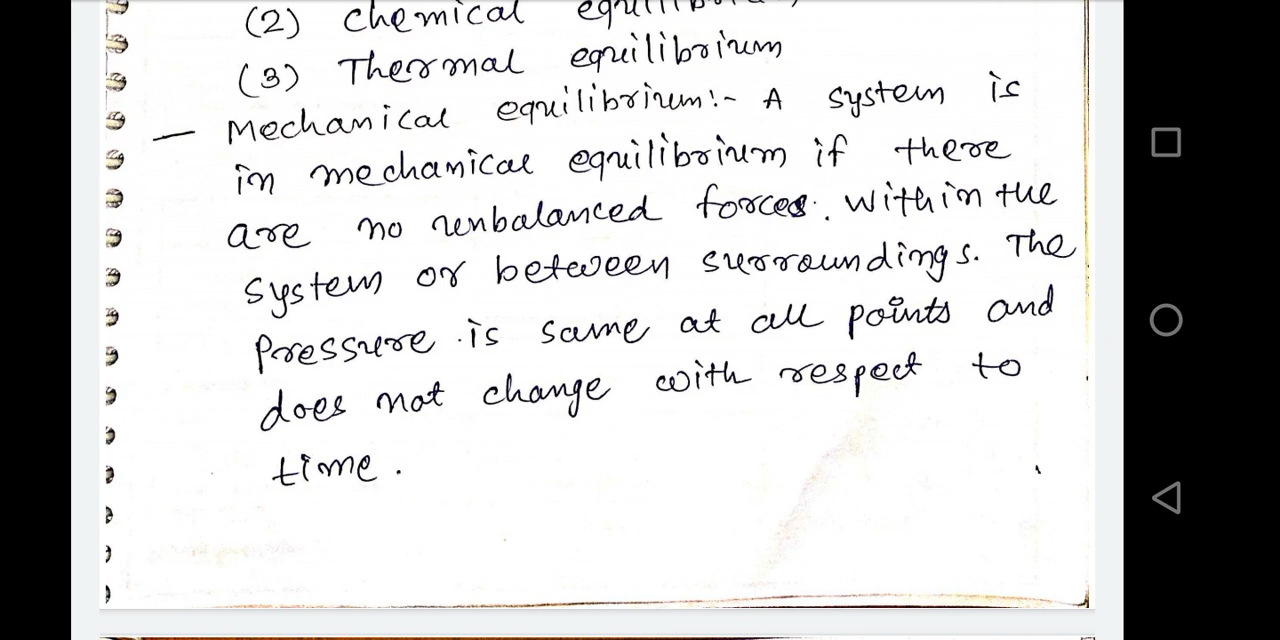 (2) Chemical equilibrium
(3) Thermal equilibrium
— Mechanical equilibrium:- A system is
in mechanical equilibrium if there
are no unbalanced forces. Within the
system or between surroundings. The
Pressure is same at all points and
does not change with respect to
time.